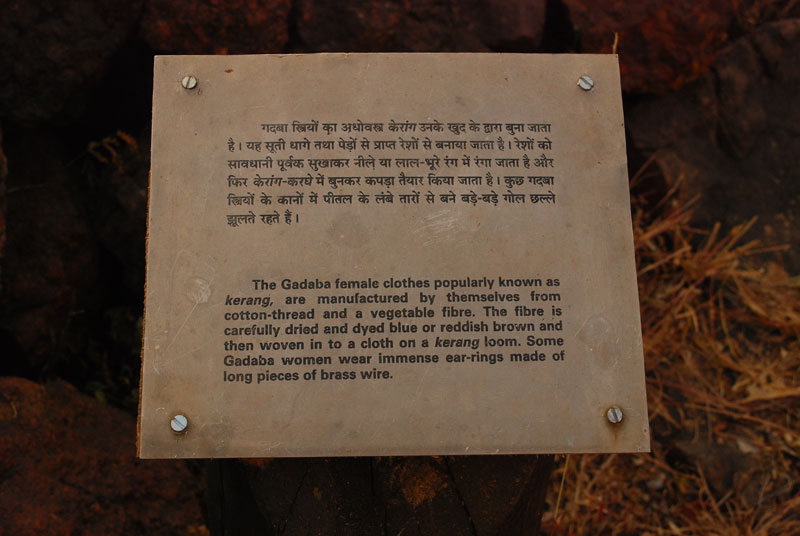 गदबा स्त्रियों का अधोवस्त्र केरांग उनके खुद के द्वारा बुना जाता
है। यह सूती धागे तथा पेड़ों से प्राप्त रेशों से बनाया जाता है। रेशों को
सावधानी पूर्वक सुखाकर नीले या लाल-भूरे रंग में रंगा जाता है और
फिर केरांग-करघे में बुनकर कपड़ा तैयार किया जाता है। कुछ गदबा
स्त्रियों के कानों में पीतल के लंबे तारों से बने बड़े-बड़े गोल छल्ले
झूलते रहते हैं।
The Gadaba female clothes popularly known as
kerang, are manufactured by themselves from
cotton-thread and a vegetable fibre. The fibre is
carefully dried and dyed blue or reddish brown and
then woven in to a cloth on a kerang loom. Some
Gadaba women wear immense ear-rings made of
long pieces of brass wire.